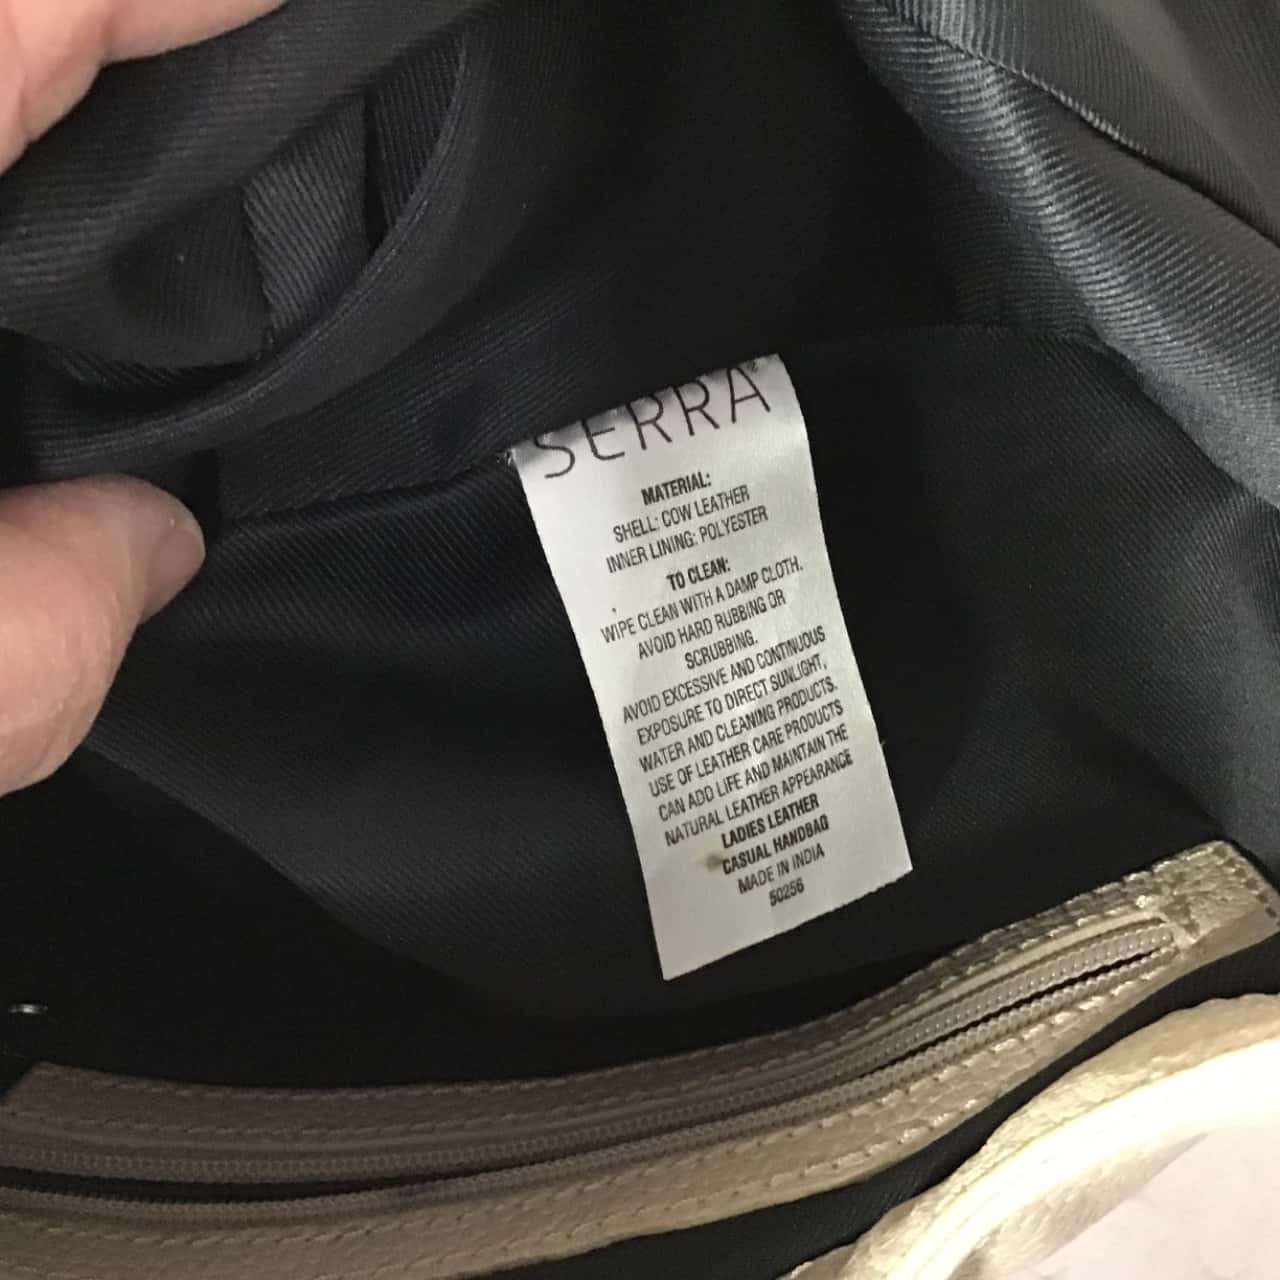 SERRA®
MATERIAL:
SHELL: COW LEATHER
INNER LINING: POLYESTER
TO CLEAN:
WIPE CLEAN WITH A DAMP CLOTH.
AVOID HARD RUBBING OR
SCRUBBING.
AVOID EXCESSIVE AND CONTINUOUS
EXPOSURE TO DIRECT SUNLIGHT,
WATER AND CLEANING PRODUCTS.
USE OF LEATHER CARE PRODUCTS
CAN ADD LIFE AND MAINTAIN THE
NATURAL LEATHER APPEARANCE
LADIES LEATHER
CASUAL HANDBAG
MADE IN INDIA
50256